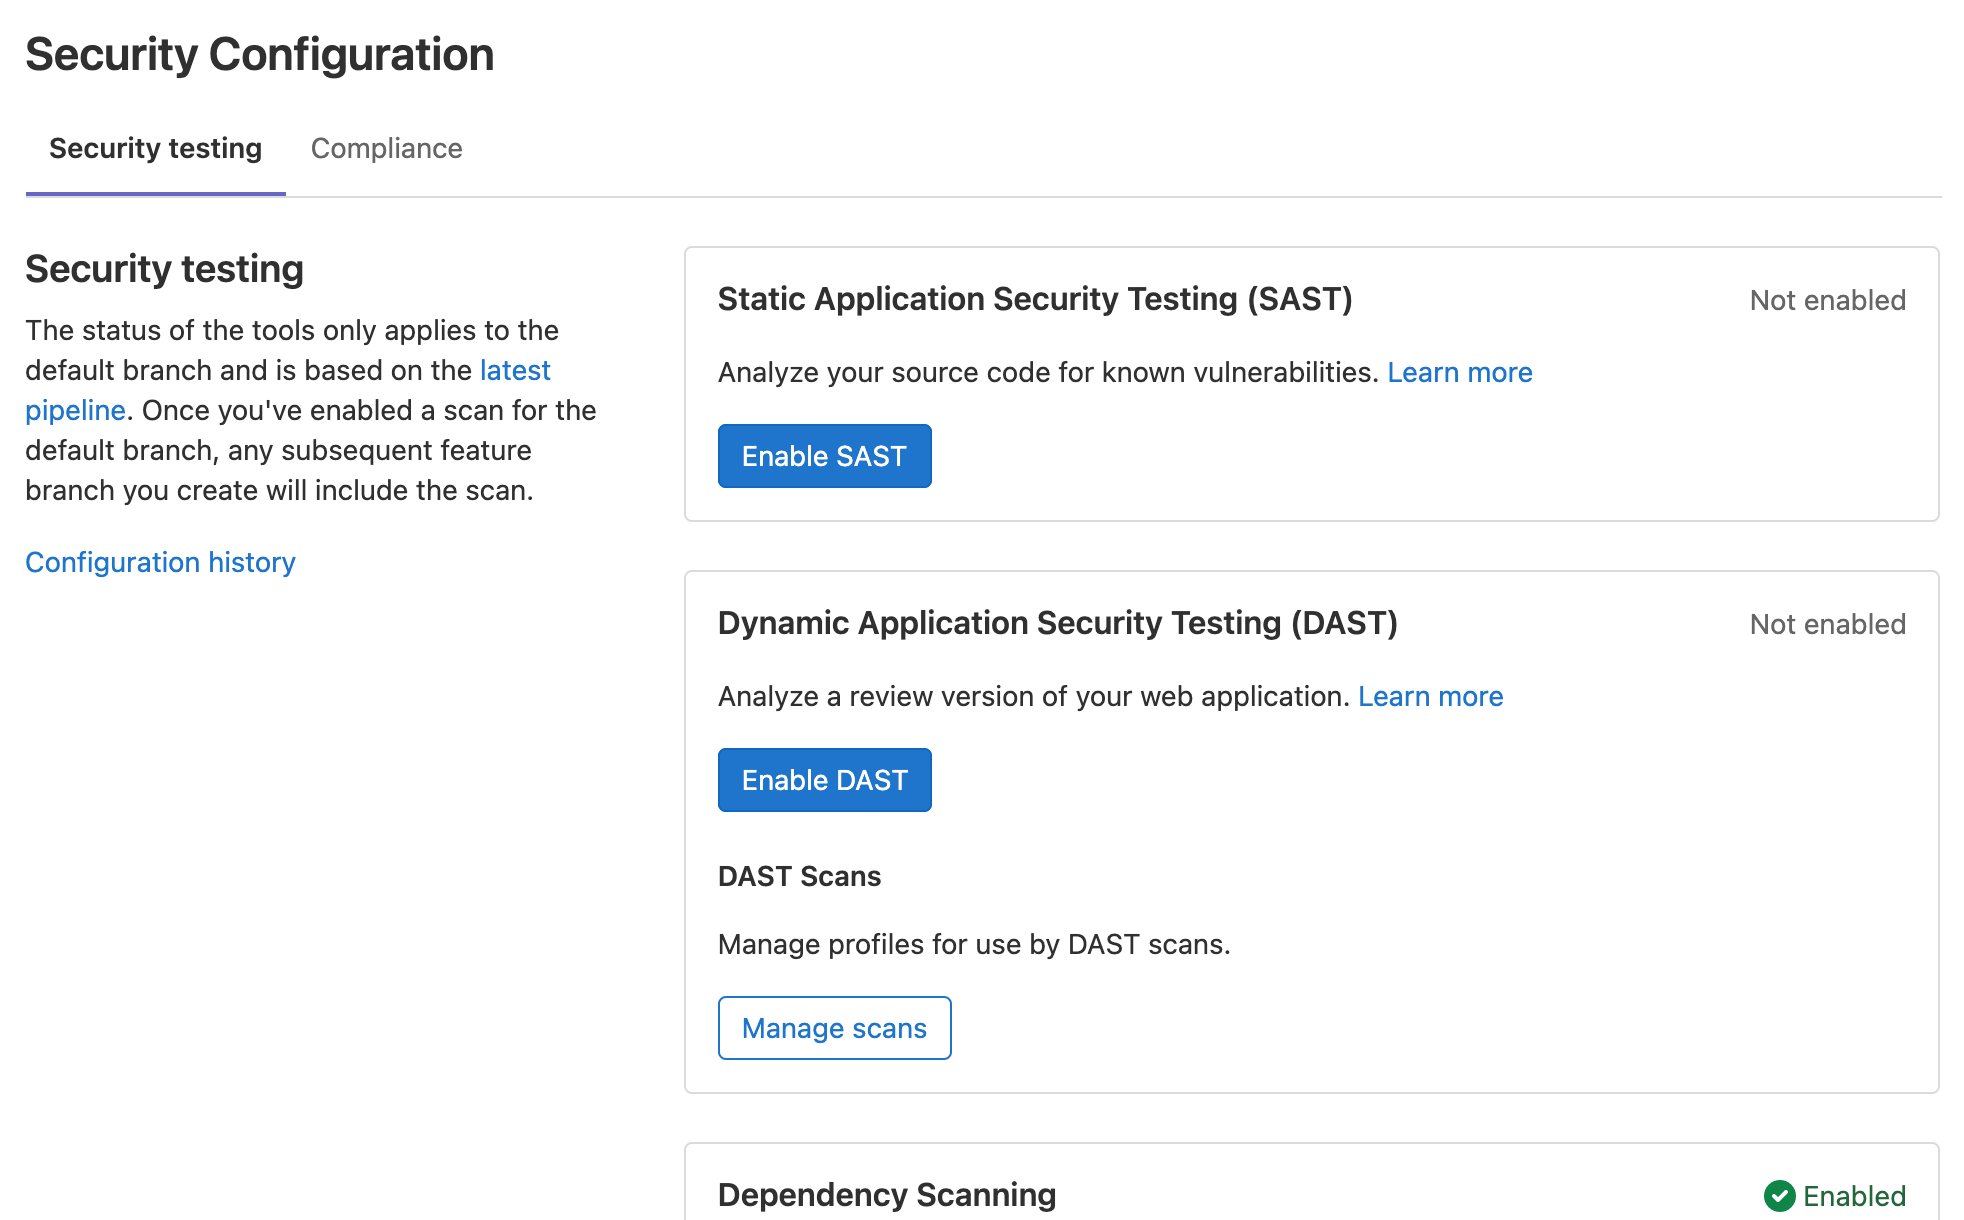 Security Configuration
Security testing
Compliance
Security testing
The status of the tools only applies to the
default branch and is based on the latest
pipeline. Once you've enabled a scan for the
default branch, any subsequent feature
branch you create will include the scan.
Configuration history
Static Application Security Testing (SAST)
Not enabled
Analyze your source code for known vulnerabilities. Learn more
Enable SAST
Dynamic Application Security Testing (DAST)
Not enabled
Analyze a review version of your web application. Learn more
Enable DAST
DAST Scans
Manage profiles for use by DAST scans.
Manage scans
Dependency Scanning
Enabled